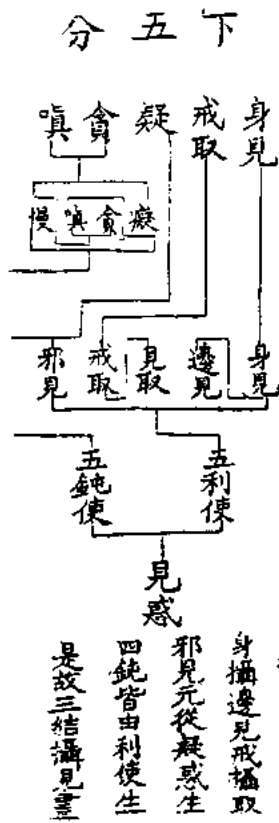 下五分
身見
戒取
疑
貪
嗔
癡
貪
嗔
慢
身見
邊見
見取
戒取
邪見
五利使
五鈍使
見惑
身攝邊見戒攝取
邪見元從疑惑生
四鈍皆由利使生
是故三結攝見盡